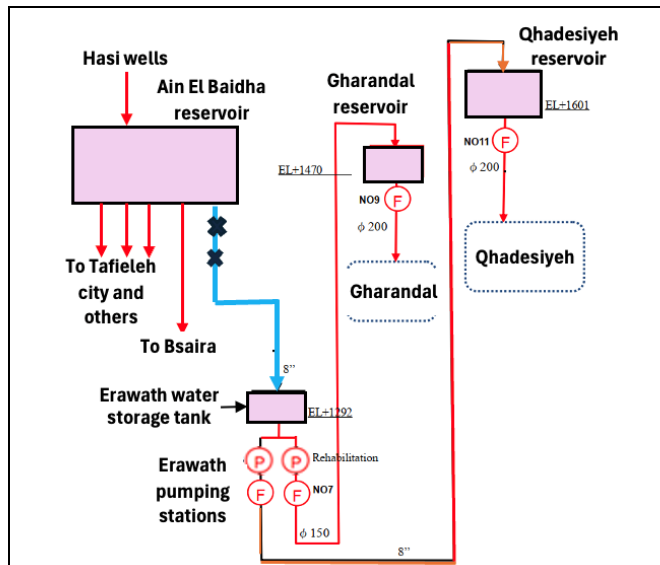 Hasi wells
Ain El Baidha
reservoir
Gharandal
reservoir
Qhadesiyeh
reservoir
EL+1601
EL+1470
NO9
F
ϕ 200
NO11
F
ϕ 200
Gharandal
Qhadesiyeh
To Tafieleh
city and
others
To Bsaira
8”
Erawath water
storage tank
EL+1292
P
P
Rehabilitation
Erawath
pumping
stations
F
F
NO7
ϕ 150
8”